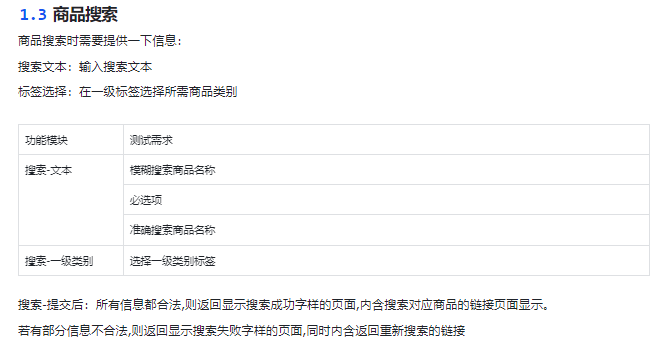 1.3 商品搜索
商品搜索时需要提供一下信息:
搜索文本: 输入搜索文本
标签选择: 在一级标签选择所需商品类别
功能模块 测试需求
搜索-文本 模糊搜索商品名称
必选项
准确搜索商品名称
搜索-一级类别 选择一级类别标签
搜索-提交后: 所有信息都合法,则返回显示搜索成功字样的页面,内含搜索对应商品的链接页面显示。
若有部分信息不合法,则返回显示搜索失败字样的页面,同时内含返回重新搜索的链接